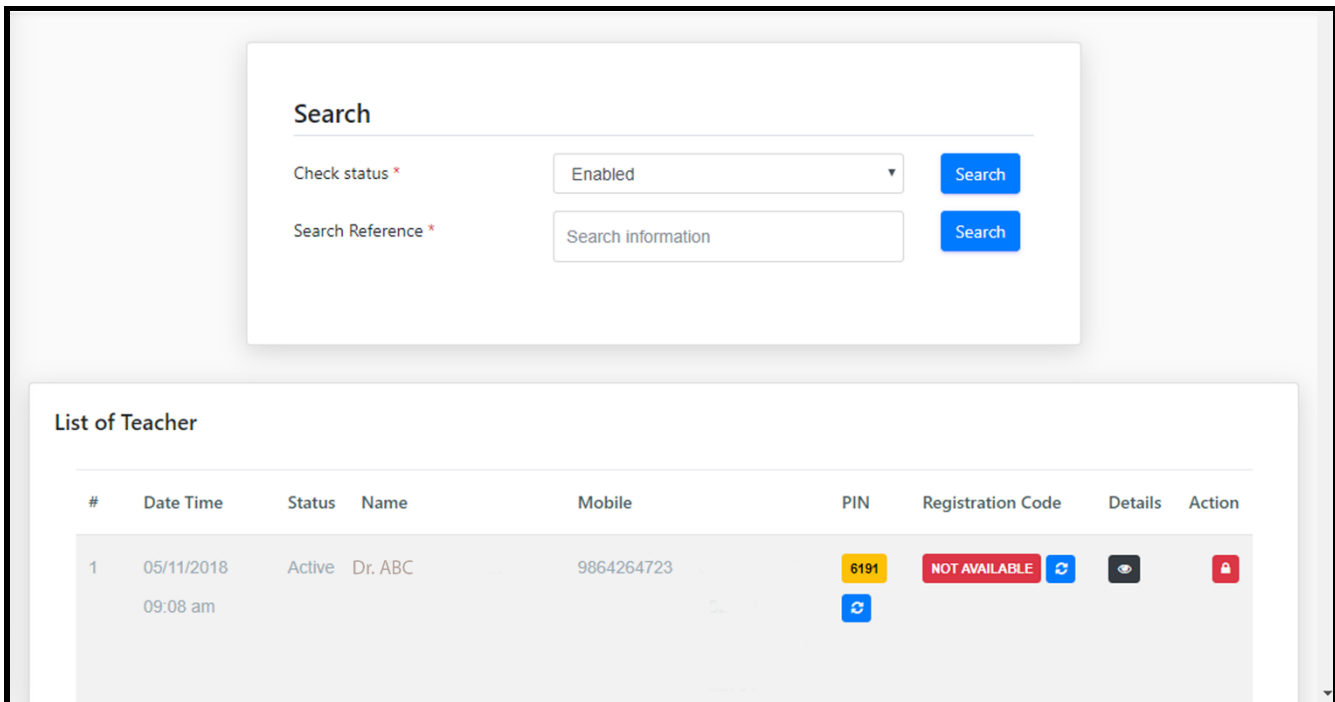 Search
Check status * Enabled Search
Search Reference * Search information Search
List of Teacher
# Date Time Status Name Mobile PIN Registration Code Details Action
1 05/11/2018 Active Dr. ABC 9864264723 6191 NOT AVAILABLE
09:08 am